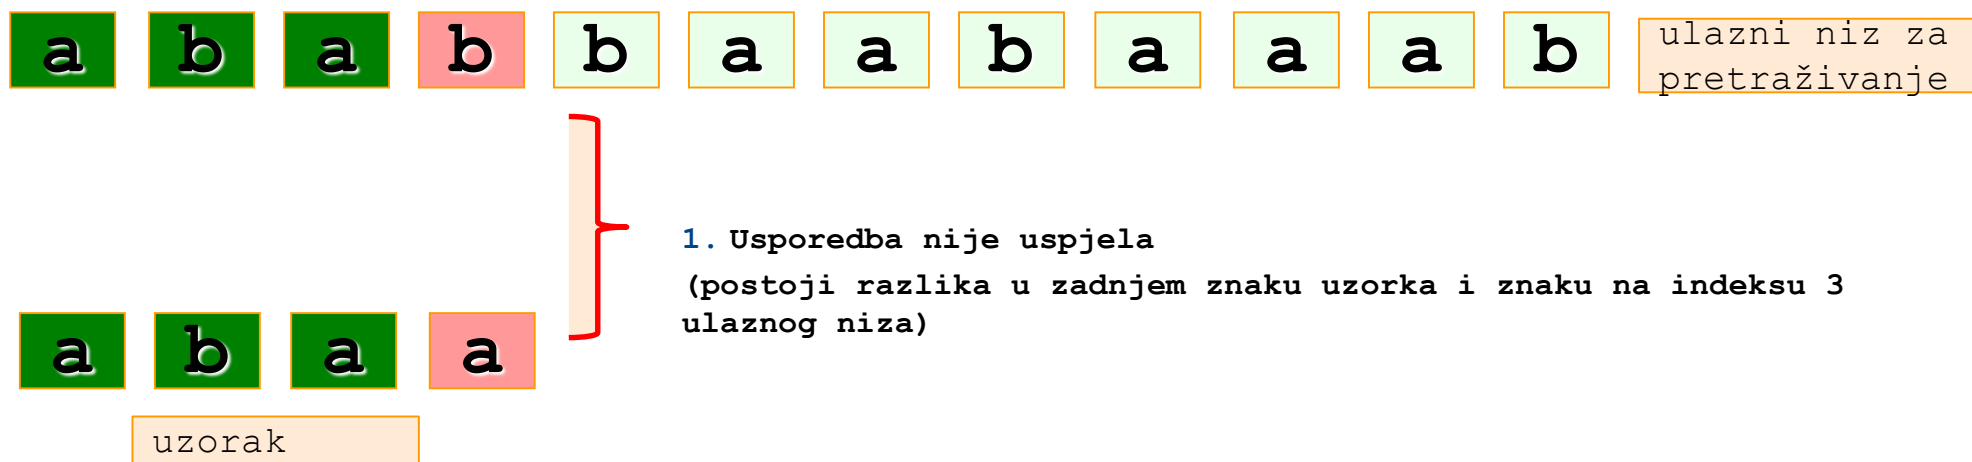 a b a b b a a b a a a b
ulazni niz za
pretraživanje
1. Usporedba nije uspjela
(postoji razlika u zadnjem znaku uzorka i znaku na indeksu 3
ulaznog niza)
a b a a
uzorak